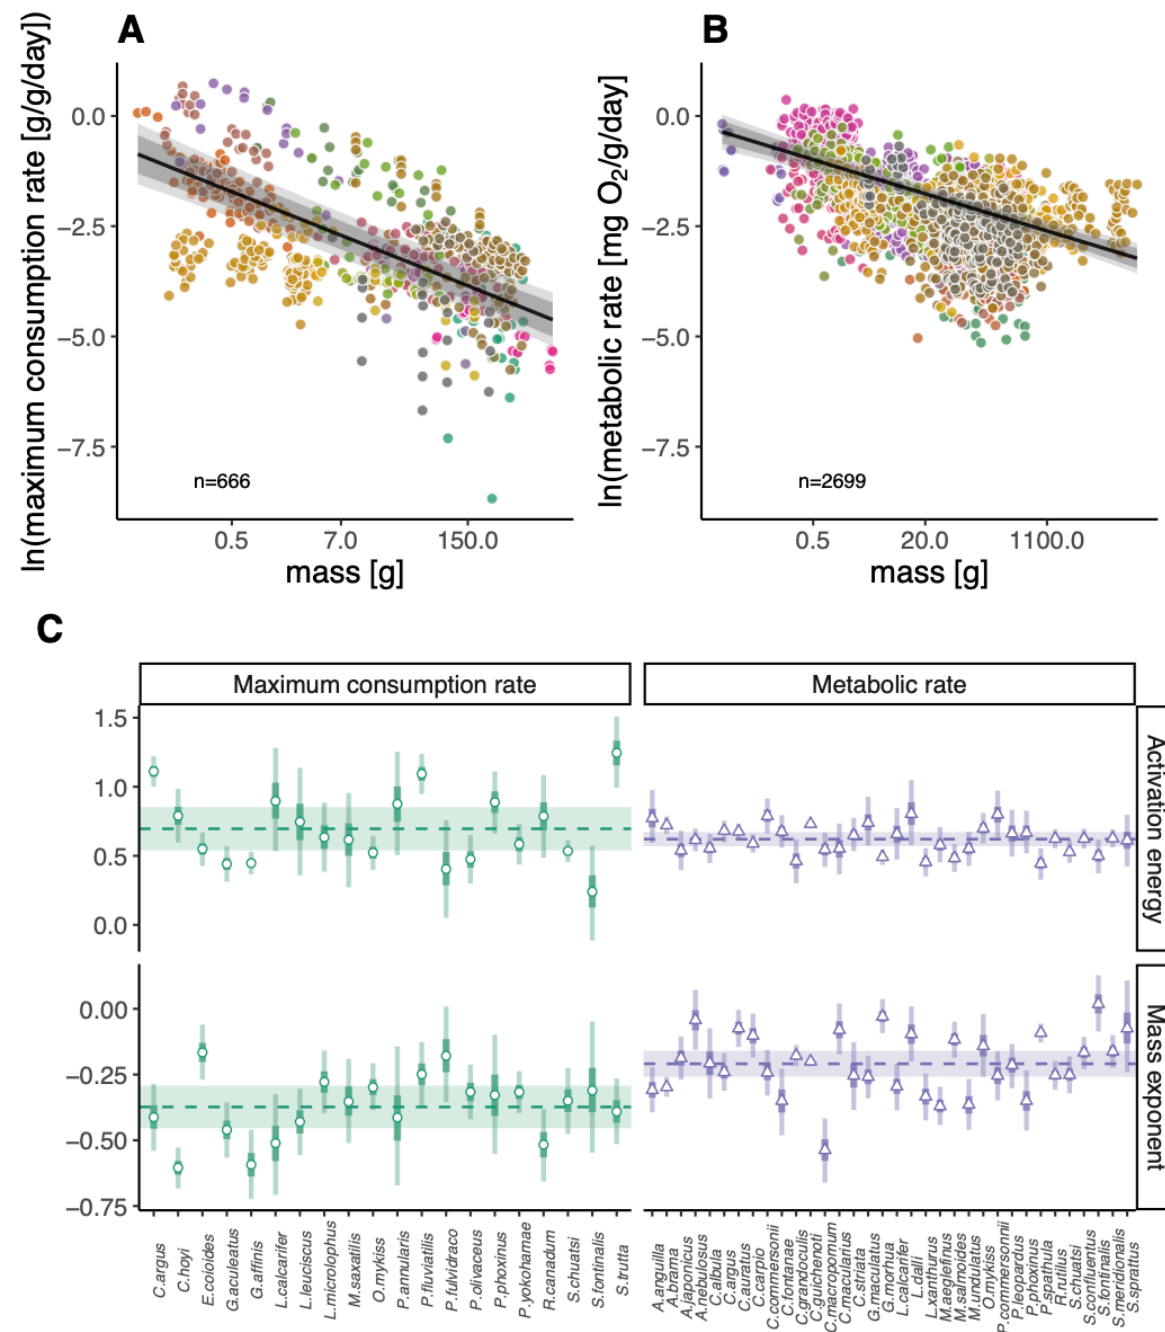 A
B
ln(maximum consumption rate [g/g/day])
0.0
−2.5
−5.0
−7.5
n=666
0.5 7.0 150.0
mass [g]
ln(metabolic rate [mg O2/g/day])
0.0
−2.5
−5.0
−7.5
n=2699
0.5 20.0 1100.0
mass [g]
C
Maximum consumption rate
Metabolic rate
1.5
1.0
0.5
0.0
Activation energy
0.00
−0.25
−0.50
−0.75
Mass exponent
C.argus
C.hoyi
E.coioides
G.aculeatus
G.affinis
L.calcarifer
L.leuciscus
L.microlophus
M.saxatilis
O.mykiss
P.annularis
P.fluviatilis
P.fulvidraco
P.olivaceus
P.phoxinus
P.yokohamae
R.canadum
S.chuatsi
S.fontinalis
S.trutta
A.anguilla
A.brama
A.japonicus
A.nebulosus
C.albula
C.argus
C.auratus
C.carpio
C.commersonii
C.fontanae
C.grandoculis
C.guichenoti
C.macropomum
C.macularius
C.striata
G.maculatus
G.morhua
L.calcarifer
L.dalli
L.xanthurus
M.aeglefinus
M.salmoides
M.undulatus
O.mykiss
P.commersonnii
P.leopardus
P.phoxinus
P.spathula
R.rutilus
S.chuatsi
S.confluentus
S.fontinalis
S.meridionalis
S.sprattus